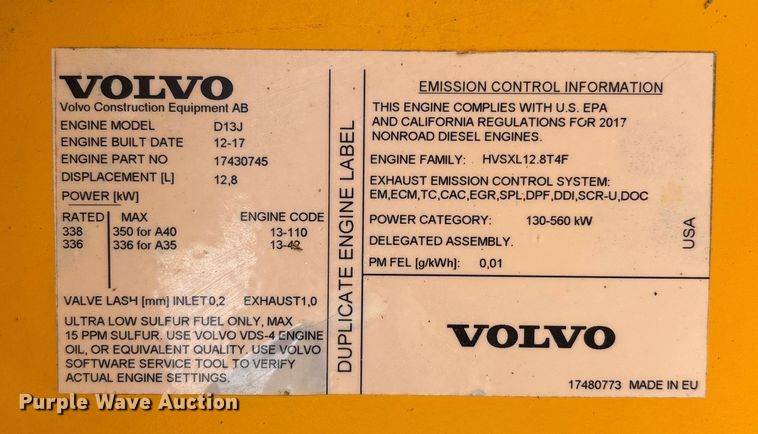 VOLVO
Volvo Construction Equipment AB
ENGINE MODEL D13J
ENGINE BUILT DATE 12-17
ENGINE PART NO 17430745
DISPLACEMENT [L] 12,8
POWER [kW]
RATED MAX ENGINE CODE
338 350 for A40 13-110
336 336 for A35 13-42
VALVE LASH [mm] INLET 0,2 EXHAUST 1,0
ULTRA LOW SULFUR FUEL ONLY, MAX
15 PPM SULFUR. USE VOLVO VDS-4 ENGINE
OIL, OR EQUIVALENT QUALITY. USE VOLVO
SOFTWARE SERVICE TOOL TO VERIFY
ACTUAL ENGINE SETTINGS.
DUPLICATE ENGINE LABEL
EMISSION CONTROL INFORMATION
THIS ENGINE COMPLIES WITH U.S. EPA
AND CALIFORNIA REGULATIONS FOR 2017
NONROAD DIESEL ENGINES.
ENGINE FAMILY: HVSXL12.8T4F
EXHAUST EMISSION CONTROL SYSTEM:
EM,ECM,TC,CAC,EGR,SPL,DPF,DDI,SCR-U,DOC
POWER CATEGORY: 130-560 kW
DELEGATED ASSEMBLY.
PM FEL [g/kWh]: 0,01
USA
VOLVO
17480773 MADE IN EU
Purple Wave Auction